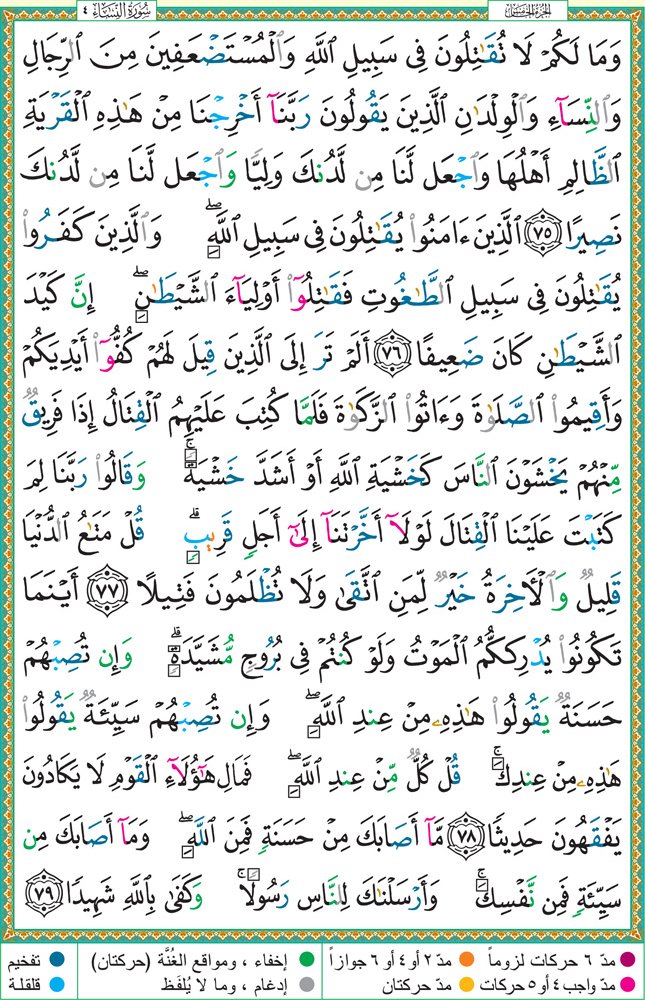 الجزء الخامس
سورة النساء ٤
وَمَا لَكُمْ لَا تُقَٰتِلُونَ فِى سَبِيلِ ٱللَّهِ وَٱلْمُسْتَضْعَفِينَ مِنَ ٱلرِّجَالِ
وَٱلنِّسَآءِ وَٱلْوِلْدَٰنِ ٱلَّذِينَ يَقُولُونَ رَبَّنَآ أَخْرِجْنَا مِنْ هَٰذِهِ ٱلْقَرْيَةِ
ٱلظَّالِمِ أَهْلُهَا وَٱجْعَل لَّنَا مِن لَّدُنكَ وَلِيًّا وَٱجْعَل لَّنَا مِن لَّدُنكَ
نَصِيرًا ۝٧٥ ٱلَّذِينَ ءَامَنُوا۟ يُقَٰتِلُونَ فِى سَبِيلِ ٱللَّهِ ۖ وَٱلَّذِينَ كَفَرُوا۟
يُقَٰتِلُونَ فِى سَبِيلِ ٱلطَّٰغُوتِ فَقَٰتِلُوٓا۟ أَوْلِيَآءَ ٱلشَّيْطَٰنِ ۖ إِنَّ كَيْدَ
ٱلشَّيْطَٰنِ كَانَ ضَعِيفًا ۝٧٦ أَلَمْ تَرَ إِلَى ٱلَّذِينَ قِيلَ لَهُمْ كُفُّوٓا۟ أَيْدِيَكُمْ
وَأَقِيمُوا۟ ٱلصَّلَوٰةَ وَءَاتُوا۟ ٱلزَّكَوٰةَ فَلَمَّا كُتِبَ عَلَيْهِمُ ٱلْقِتَالُ إِذَا فَرِيقٌ
مِّنْهُمْ يَخْشَوْنَ ٱلنَّاسَ كَخَشْيَةِ ٱللَّهِ أَوْ أَشَدَّ خَشْيَةً ۚ وَقَالُوا۟ رَبَّنَا لِمَ
كَتَبْتَ عَلَيْنَا ٱلْقِتَالَ لَوْلَآ أَخَّرْتَنَآ إِلَىٰٓ أَجَلٍ قَرِيبٍ ۗ قُلْ مَتَٰعُ ٱلدُّنْيَا
قَلِيلٌ وَٱلْءَاخِرَةُ خَيْرٌ لِّمَنِ ٱتَّقَىٰ وَلَا تُظْلَمُونَ فَتِيلًا ۝٧٧ أَيْنَمَا
تَكُونُوا۟ يُدْرِككُّمُ ٱلْمَوْتُ وَلَوْ كُنتُمْ فِى بُرُوجٍ مُّشَيَّدَةٍ ۗ وَإِن تُصِبْهُمْ
حَسَنَةٌ يَقُولُوا۟ هَٰذِهِۦ مِنْ عِندِ ٱللَّهِ ۖ وَإِن تُصِبْهُمْ سَيِّئَةٌ يَقُولُوا۟
هَٰذِهِۦ مِنْ عِندِكَ ۚ قُلْ كُلٌّ مِّنْ عِندِ ٱللَّهِ ۖ فَمَالِ هَٰٓؤُلَآءِ ٱلْقَوْمِ لَا يَكَادُونَ
يَفْقَهُونَ حَدِيثًا ۝٧٨ مَّآ أَصَابَكَ مِنْ حَسَنَةٍ فَمِنَ ٱللَّهِ ۖ وَمَآ أَصَابَكَ مِن
سَيِّئَةٍ فَمِن نَّفْسِكَ ۚ وَأَرْسَلْنَٰكَ لِلنَّاسِ رَسُولًا ۚ وَكَفَىٰ بِٱللَّهِ شَهِيدًا ۝٧٩
مدّ ٦ حركات لزوماً مدّ ٢ أو ٤ أو ٦ جوازاً إخفاء ، ومواقع الغُنَّة (حركتان) تفخيم
مدّ واجب ٤ أو ٥ حركات مدّ حركتان إدغام ، وما لا يُلفَظ قلقلة